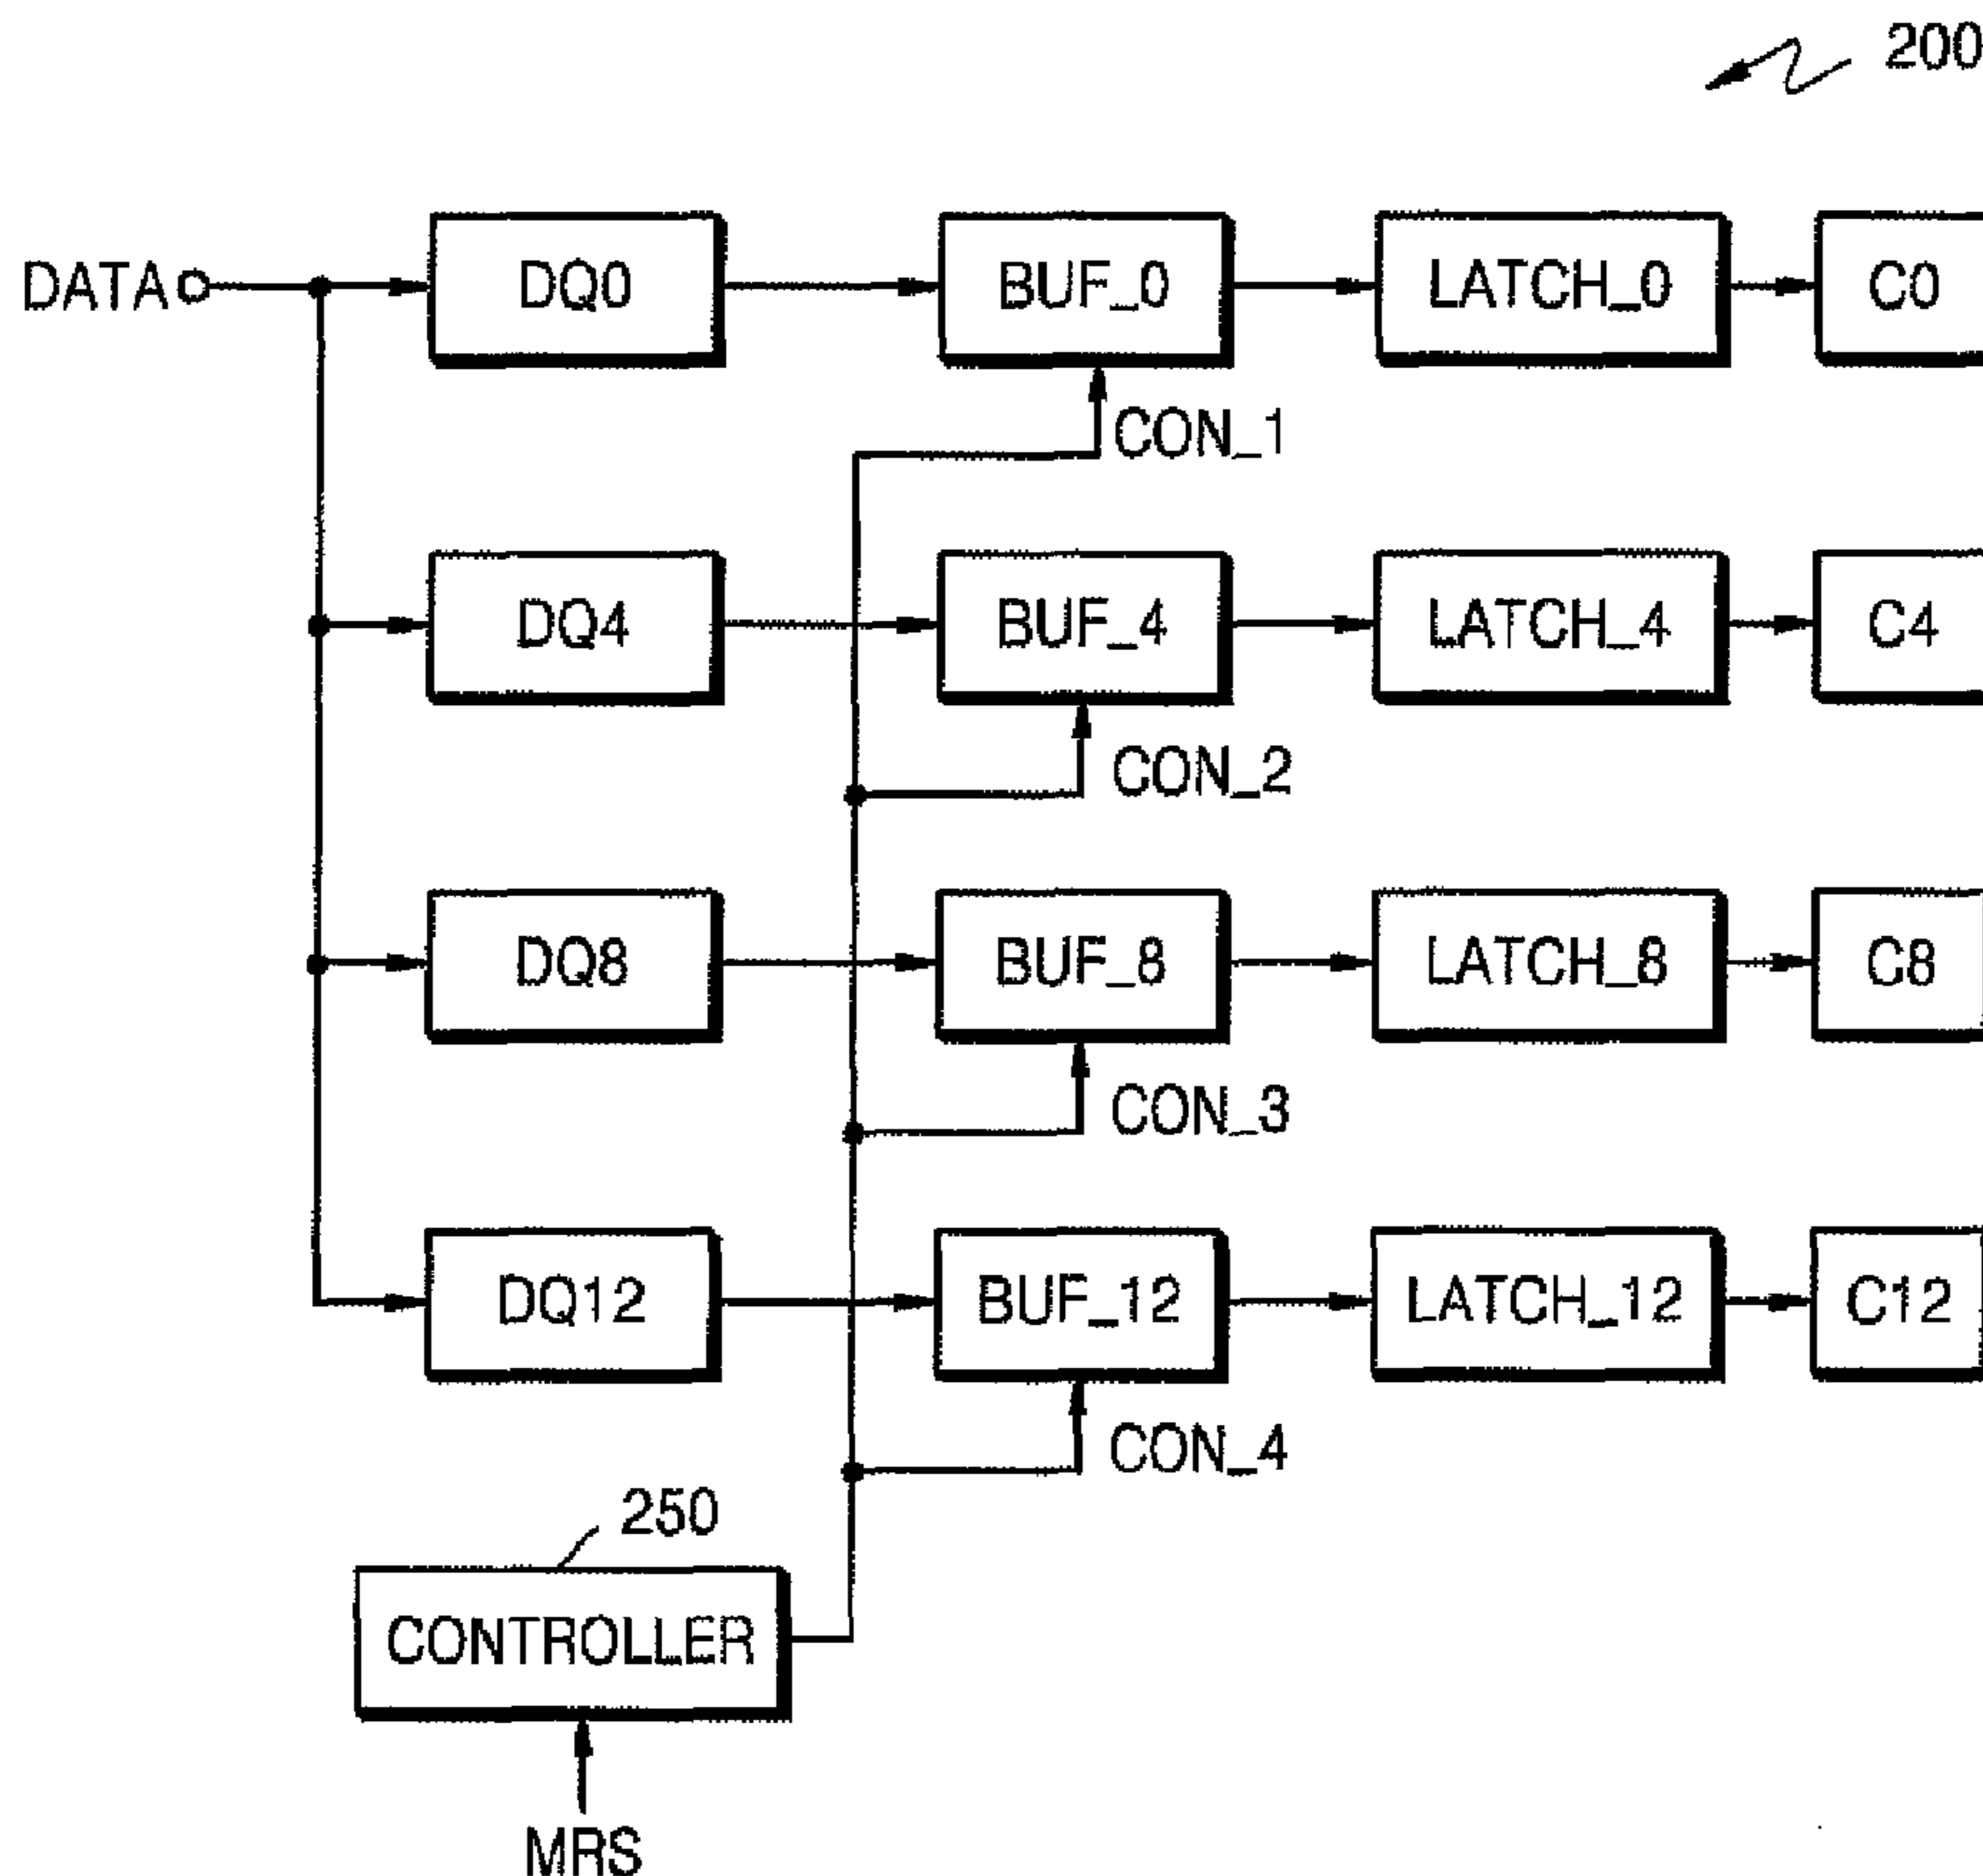 200
DATA DQ0 BUF_0 LATCH_0 C0
CON_1
DQ4 BUF_4 LATCH_4 C4
CON_2
DQ8 BUF_8 LATCH_8 C8
CON_3
DQ12 BUF_12 LATCH_12 C12
CON_4
250
CONTROLLER
MRS